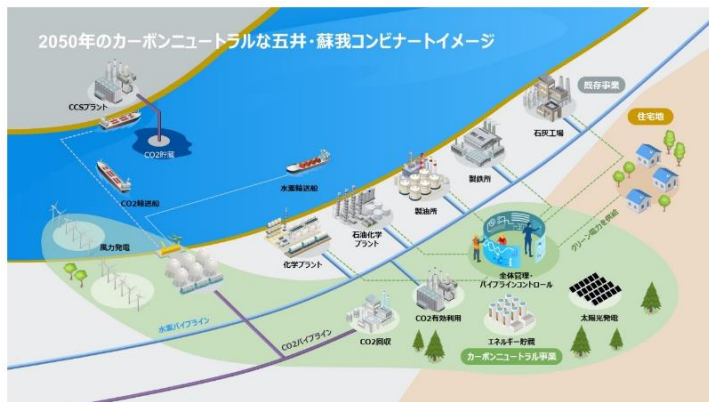 2050年のカーボンニュートラルな五井・蘇我コンビナートイメージ
CCSプラント
CO2貯蔵
CO2輸送船
水素輸送船
既存事業
石灰工場
住宅地
製鉄所
製油所
石油化学
プラント
化学プラント
風力発電
グリーン電力を供給
全体管理・
パイプラインコントロール
水素パイプライン
CO2パイプライン
CO2回収
CO2有効利用
エネルギー貯蔵
太陽光発電
カーボンニュートラル事業